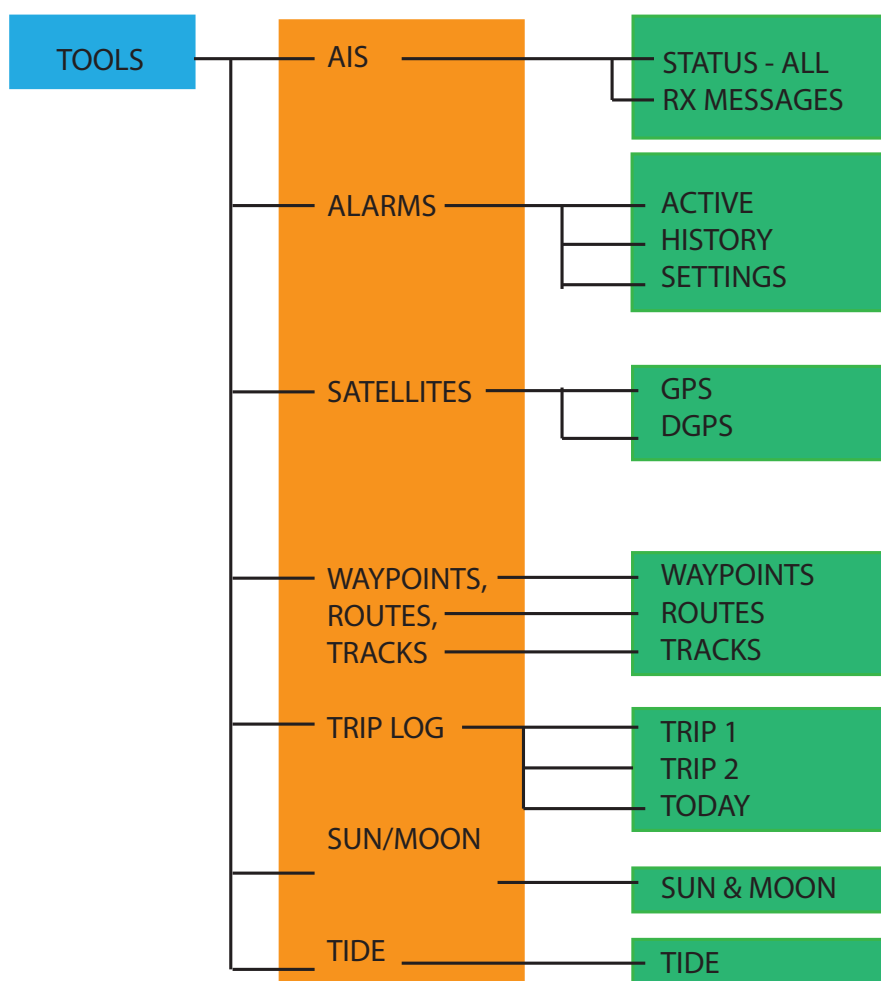 TOOLS
AIS
STATUS - ALL
RX MESSAGES
ALARMS
ACTIVE
HISTORY
SETTINGS
SATELLITES
GPS
DGPS
WAYPOINTS,
ROUTES,
TRACKS
WAYPOINTS
ROUTES
TRACKS
TRIP LOG
TRIP 1
TRIP 2
TODAY
SUN/MOON
SUN & MOON
TIDE
TIDE